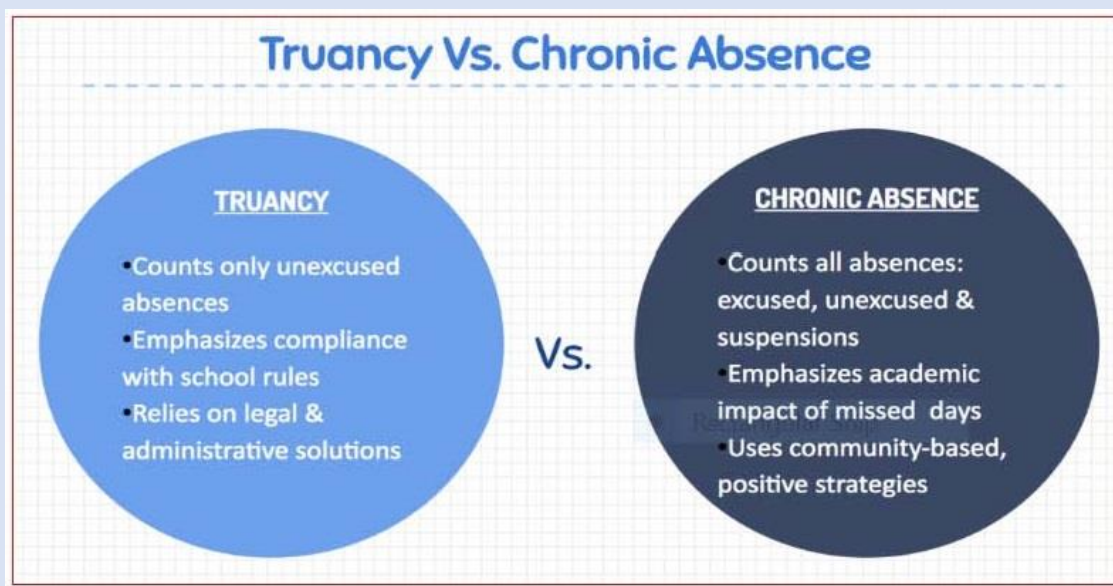 Truancy Vs. Chronic Absence
TRUANCY
•Counts only unexcused
absences
•Emphasizes compliance
with school rules
•Relies on legal &
administrative solutions
Vs.
CHRONIC ABSENCE
•Counts all absences:
excused, unexcused &
suspensions
•Emphasizes academic
impact of missed days
Rectangular Snip
•Uses community-based,
positive strategies